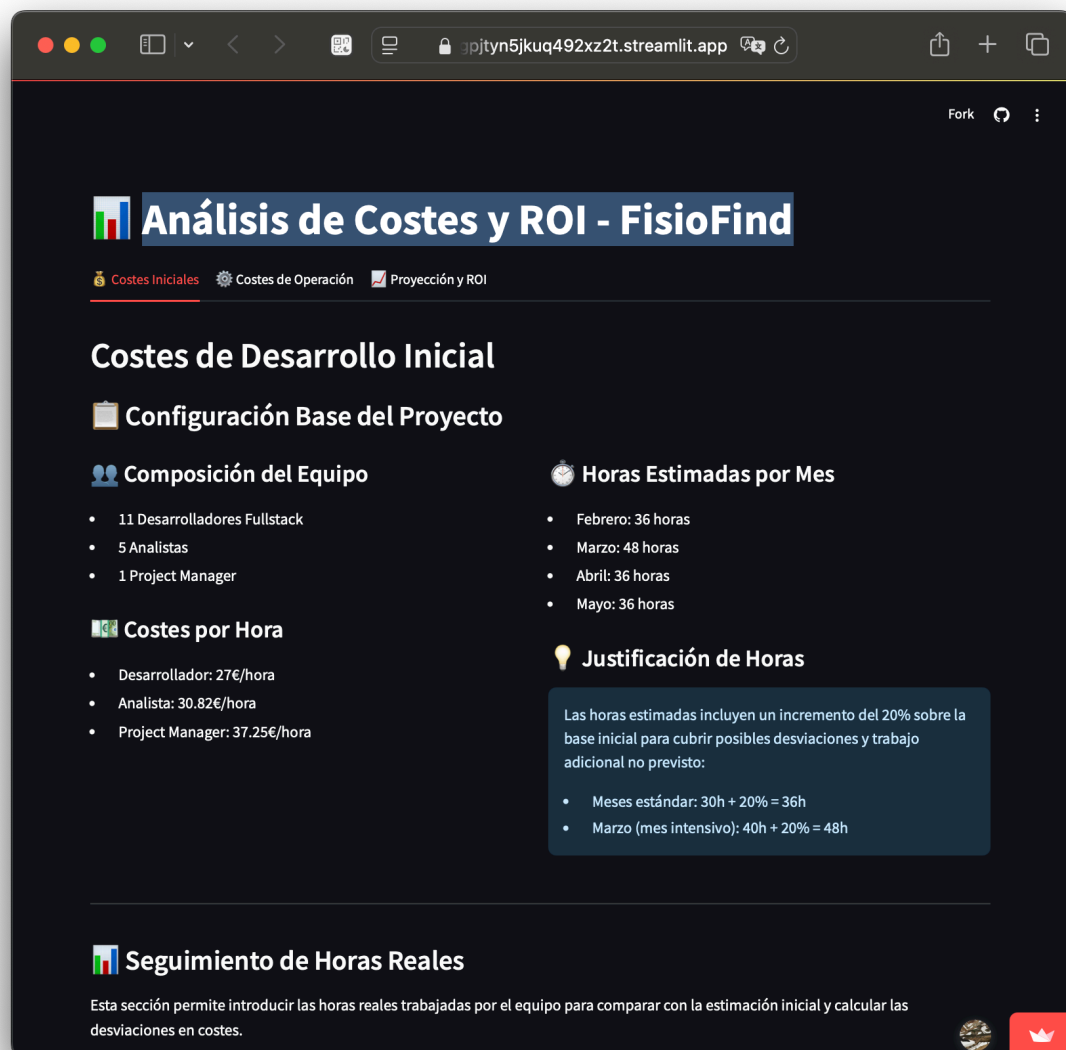 gpjtyn5jkuq492xz2t.streamlit.app
Fork
Análisis de Costes y ROI - FisioFind
Costes Iniciales
Costes de Operación
Proyección y ROI
Costes de Desarrollo Inicial
Configuración Base del Proyecto
Composición del Equipo
• 11 Desarrolladores Fullstack
• 5 Analistas
• 1 Project Manager
Costes por Hora
• Desarrollador: 27€/hora
• Analista: 30.82€/hora
• Project Manager: 37.25€/hora
Horas Estimadas por Mes
• Febrero: 36 horas
• Marzo: 48 horas
• Abril: 36 horas
• Mayo: 36 horas
Justificación de Horas
Las horas estimadas incluyen un incremento del 20% sobre la
base inicial para cubrir posibles desviaciones y trabajo
adicional no previsto:
• Meses estándar: 30h + 20% = 36h
• Marzo (mes intensivo): 40h + 20% = 48h
Seguimiento de Horas Reales
Esta sección permite introducir las horas reales trabajadas por el equipo para comparar con la estimación inicial y calcular las
desviaciones en costes.